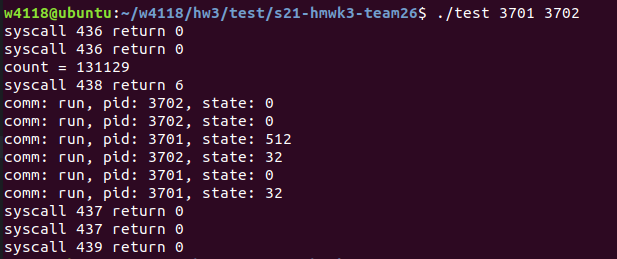 w4118@ubuntu:~/w4118/hw3/test/s21-hmwk3-team26$ ./test 3701 3702
syscall 436 return 0
syscall 436 return 0
count = 131129
syscall 438 return 6
comm: run, pid: 3702, state: 0
comm: run, pid: 3702, state: 0
comm: run, pid: 3701, state: 512
comm: run, pid: 3702, state: 32
comm: run, pid: 3701, state: 0
comm: run, pid: 3701, state: 32
syscall 437 return 0
syscall 437 return 0
syscall 439 return 0